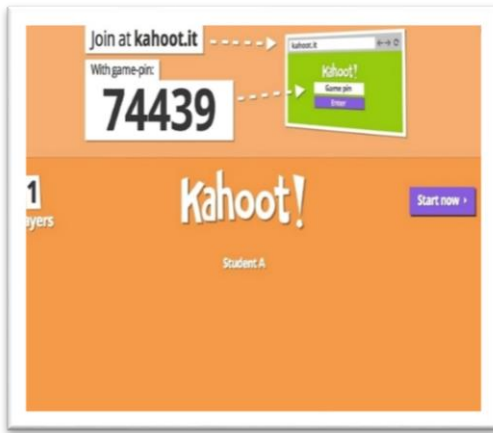 Join at kahoot.it
With game-pin:
74439
kahoot.it
Kahoot!
Game pin
Enter
1
ayers
Kahoot!
Start now
Student A